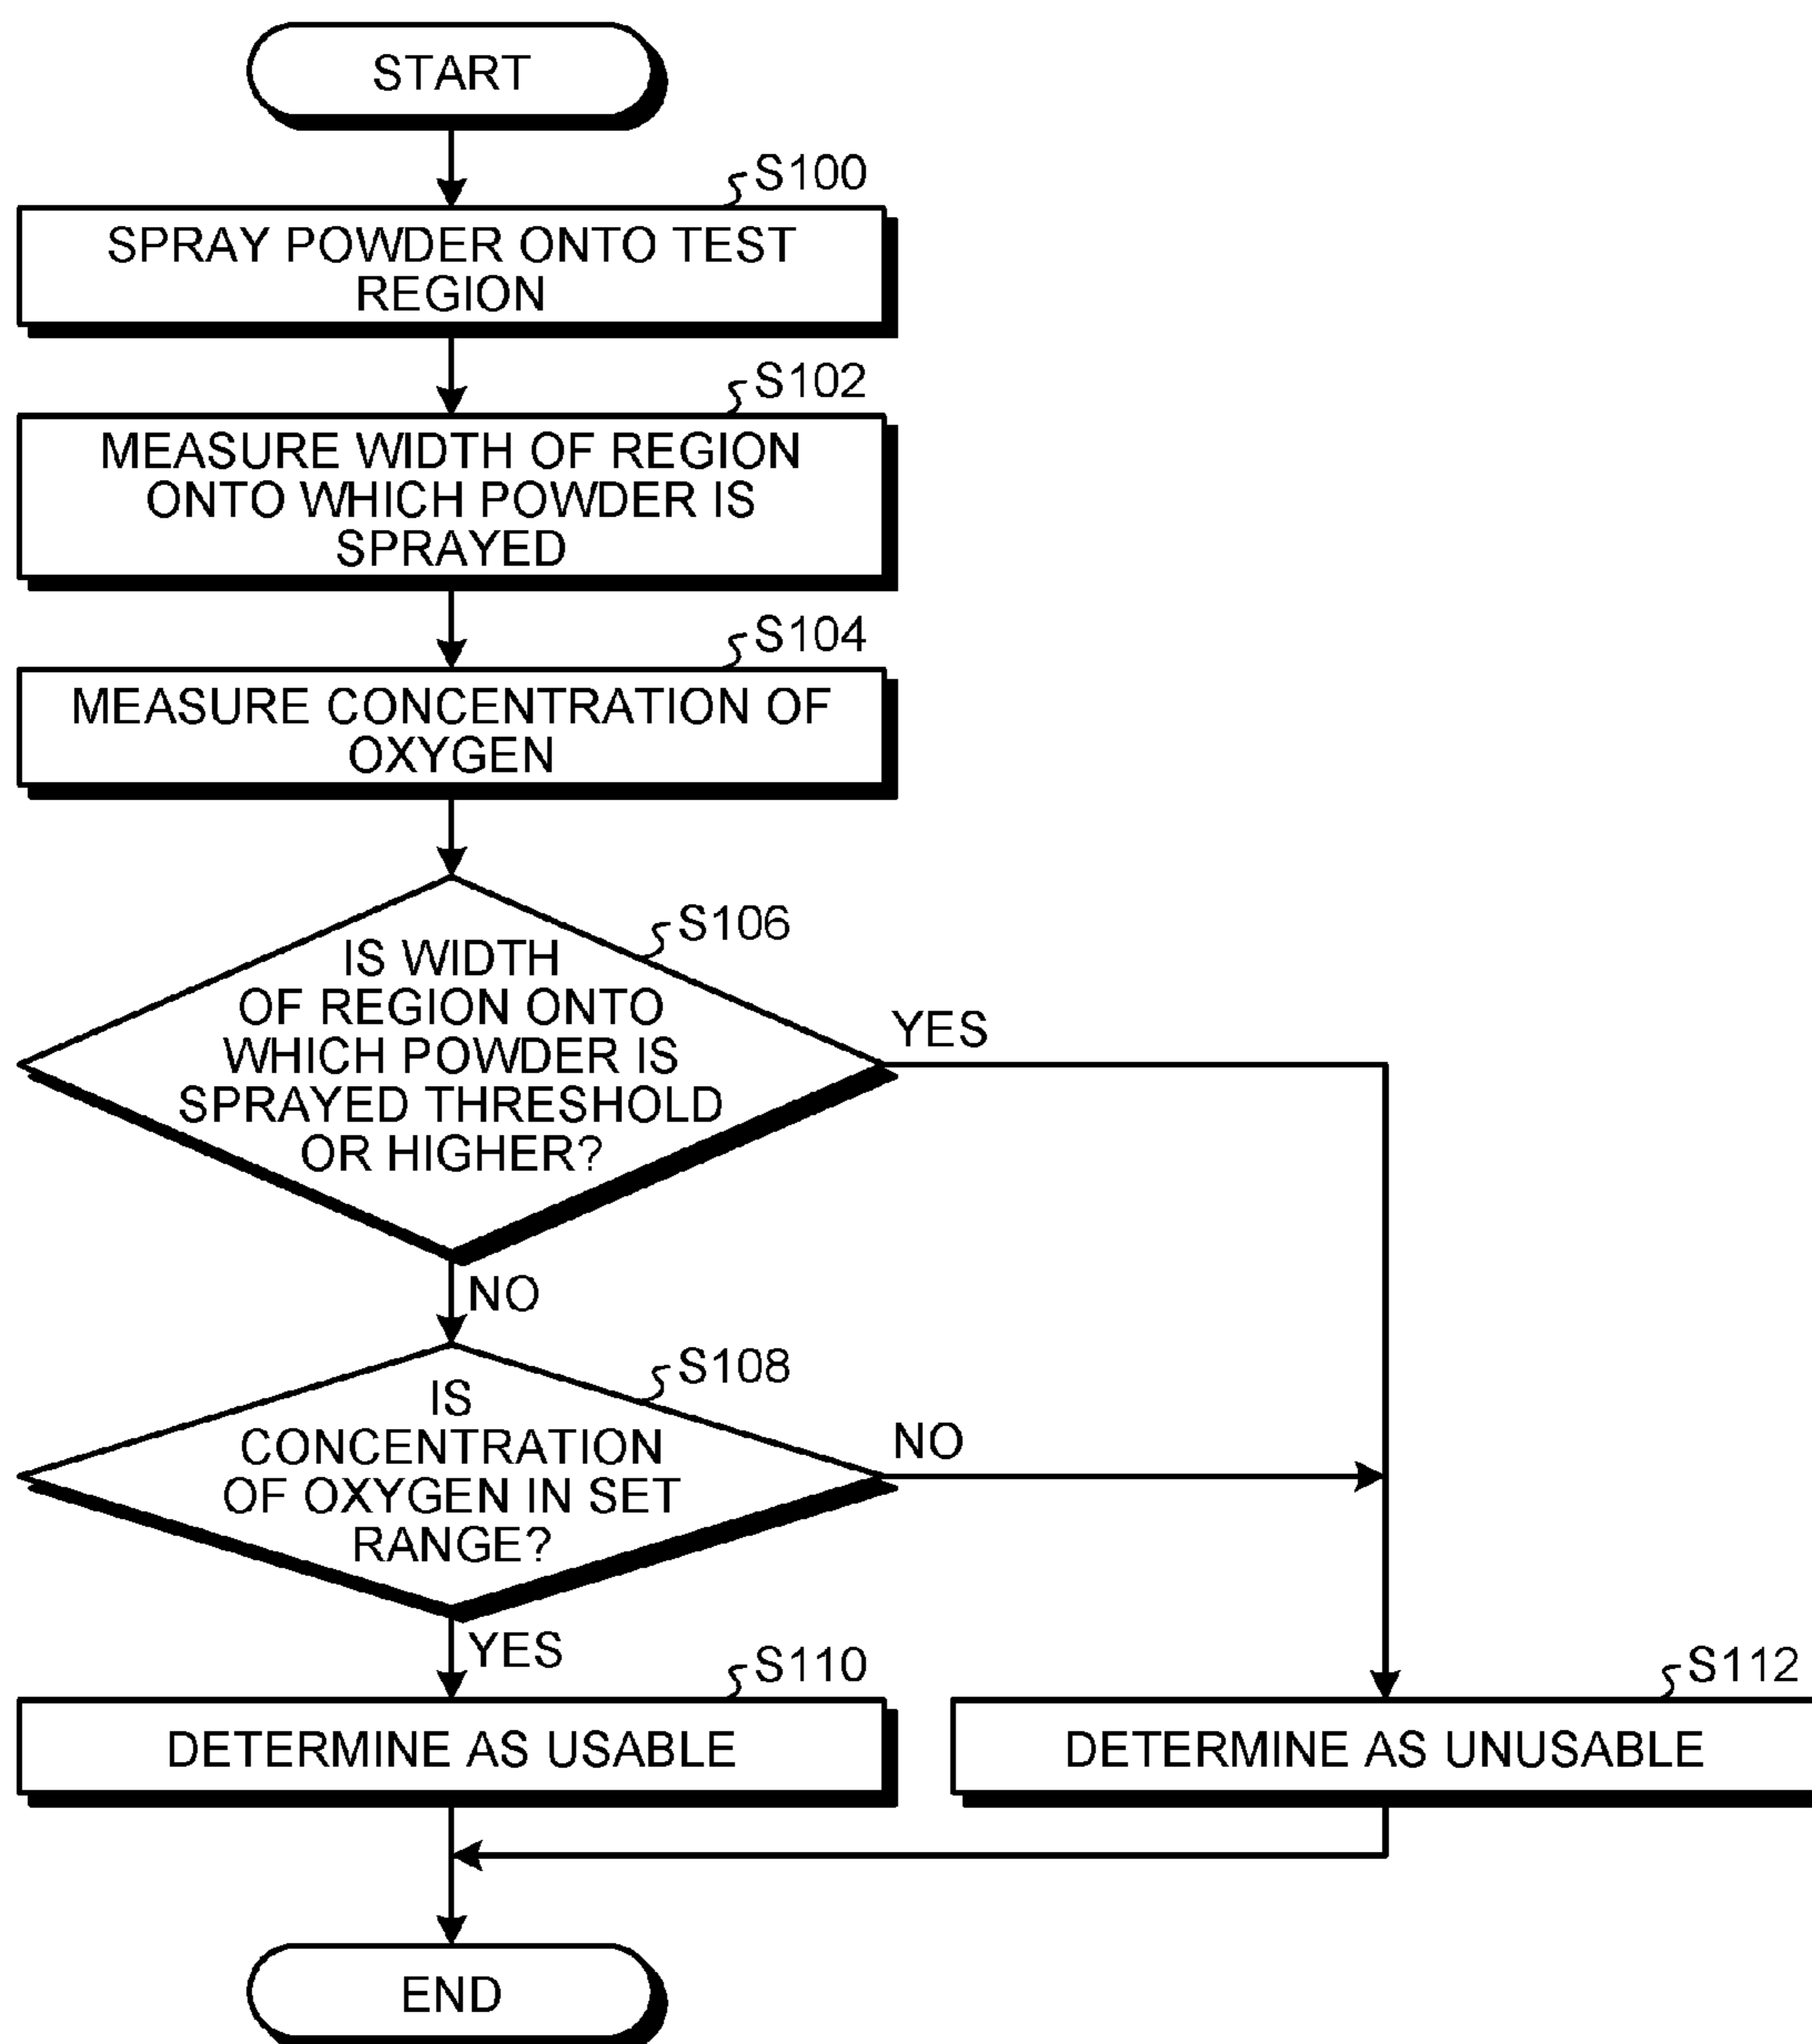 START
S100
SPRAY POWDER ONTO TEST
REGION
S102
MEASURE WIDTH OF REGION
ONTO WHICH POWDER IS
SPRAYED
S104
MEASURE CONCENTRATION OF
OXYGEN
S106
IS WIDTH
OF REGION ONTO
WHICH POWDER IS
SPRAYED THRESHOLD
OR HIGHER?
YES
NO
S108
IS
CONCENTRATION
OF OXYGEN IN SET
RANGE?
NO
YES
S110
DETERMINE AS USABLE
S112
DETERMINE AS UNUSABLE
END